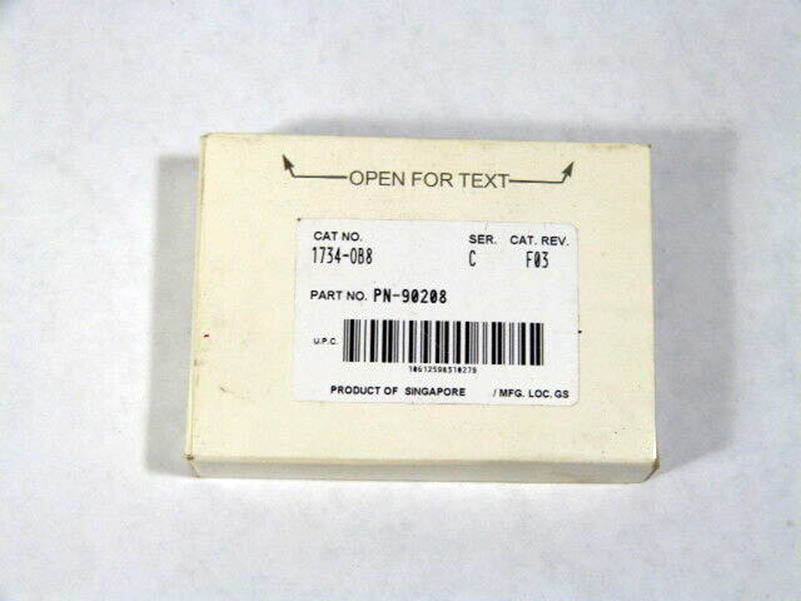 OPEN FOR TEXT
CAT NO. SER. CAT. REV.
1734-OB8 C F03
PART NO. PN-90208
U.P.C.
10612598310279
PRODUCT OF SINGAPORE / MFG. LOC. GS